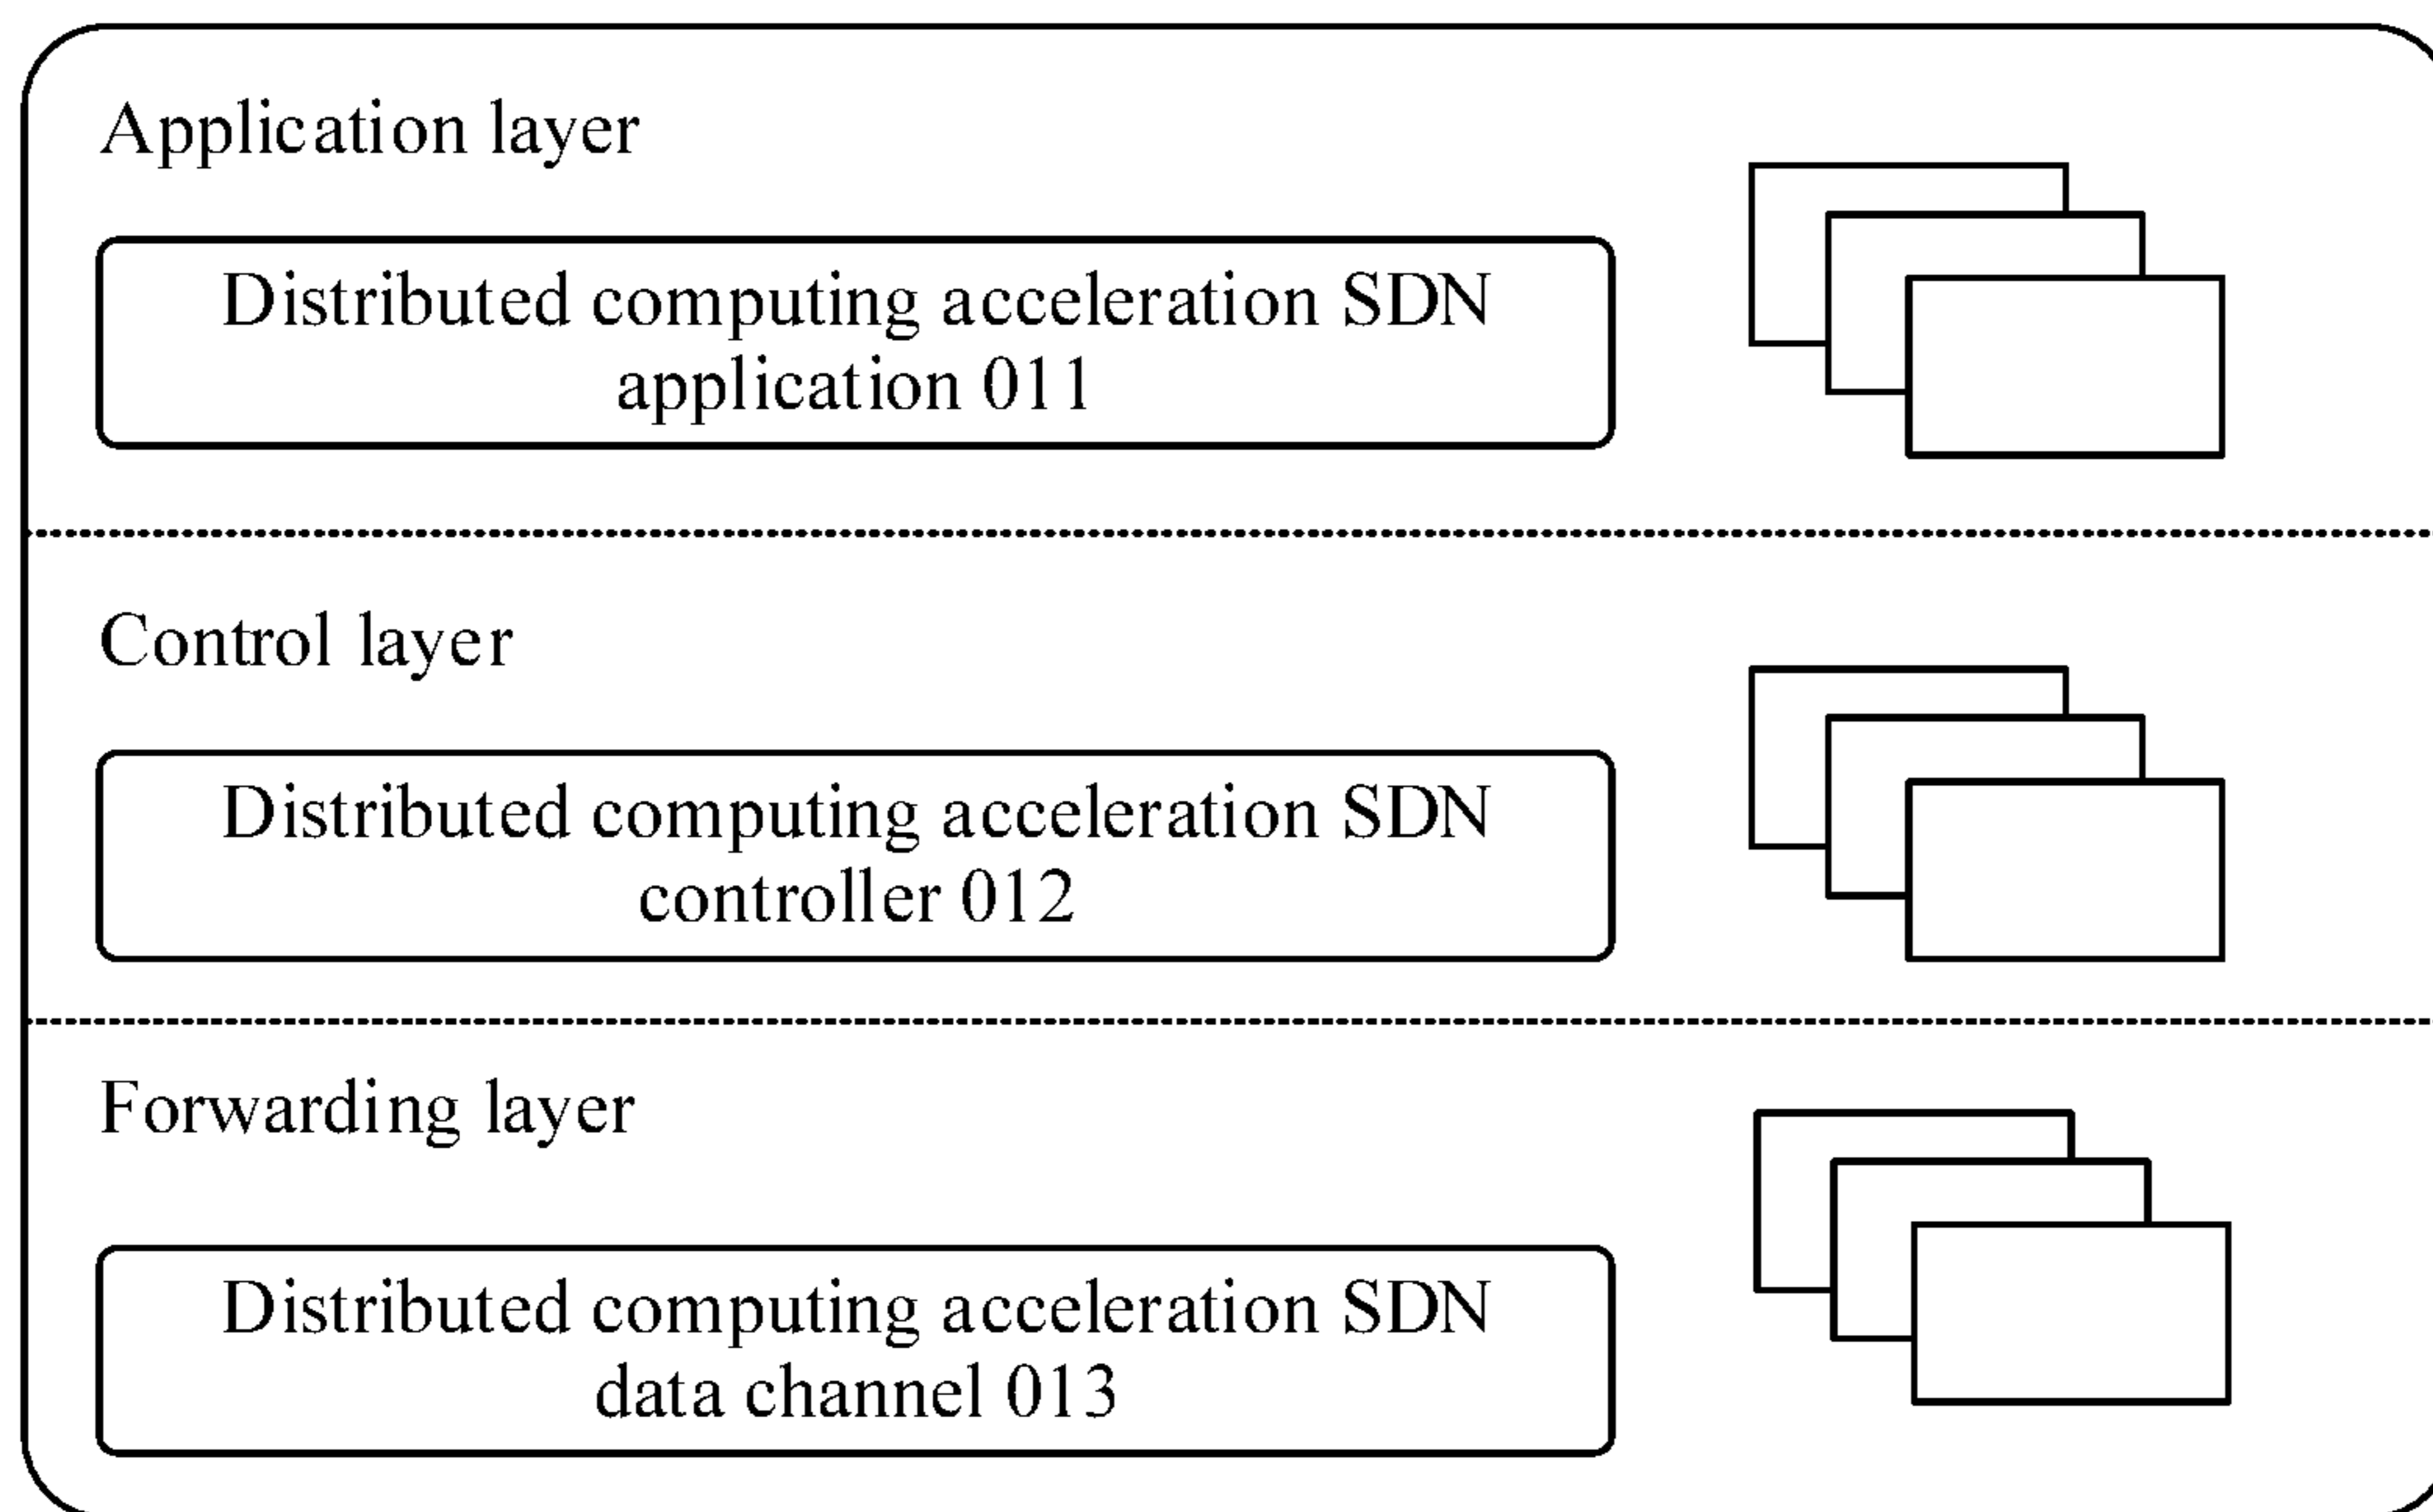 Application layer
Distributed computing acceleration SDN
application 011
Control layer
Distributed computing acceleration SDN
controller 012
Forwarding layer
Distributed computing acceleration SDN
data channel 013